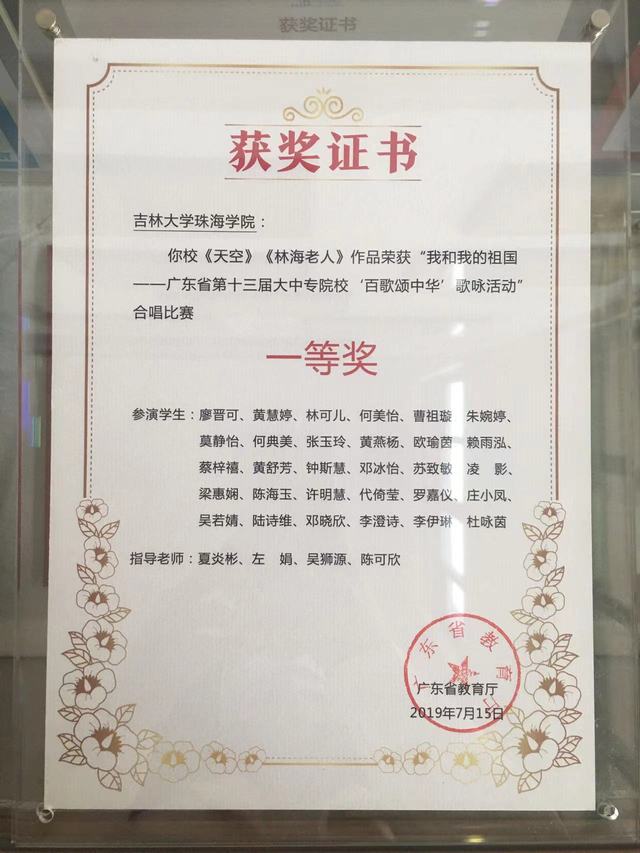 获奖证书
获奖证书
吉林大学珠海学院：
你校《天空》《林海老人》作品荣获“我和我的祖国
——广东省第十三届大中专院校‘百歌颂中华’歌咏活动”
合唱比赛
一等奖
参演学生：廖晋可、黄慧婷、林可儿、何美怡、曹祖璇、朱婉婷、
莫静怡、何典美、张玉玲、黄燕杨、欧瑜茵、赖雨泓、
蔡梓禧、黄舒芳、钟斯慧、邓冰怡、苏致敏、凌　影、
梁惠娴、陈海玉、许明慧、代倚莹、罗嘉仪、庄小凤、
吴若婧、陆诗维、邓晓欣、李澄诗、李伊琳、杜咏茵
指导老师：夏炎彬、左　娟、吴狮源、陈可欣
广东省教育厅
广东省教育厅
2019年7月15日